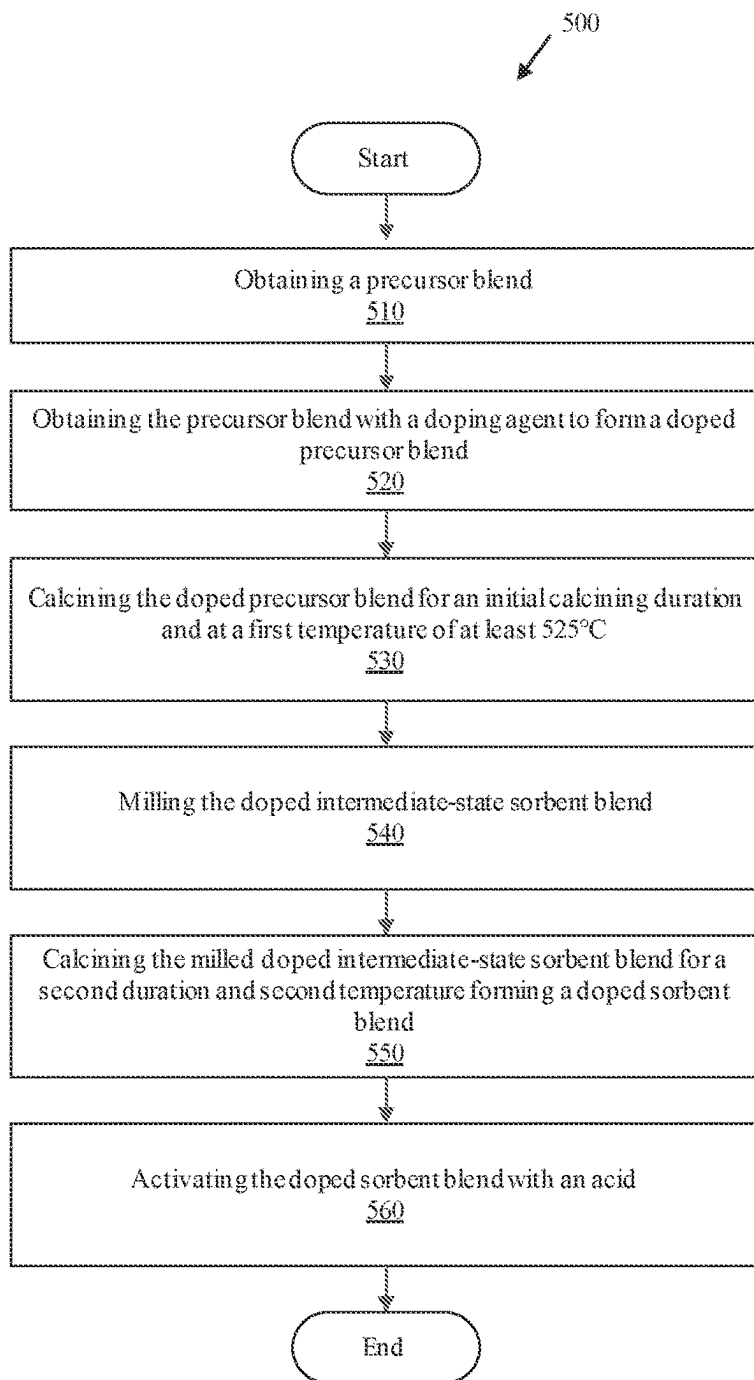 500
Start
Obtaining a precursor blend
510
Obtaining the precursor blend with a doping agent to form a doped
precursor blend
520
Calcining the doped precursor blend for an initial calcining duration
and at a first temperature of at least 525°C
530
Milling the doped intermediate-state sorbent blend
540
Calcining the milled doped intermediate-state sorbent blend for a
second duration and second temperature forming a doped sorbent
blend
550
Activating the doped sorbent blend with an acid
560
End